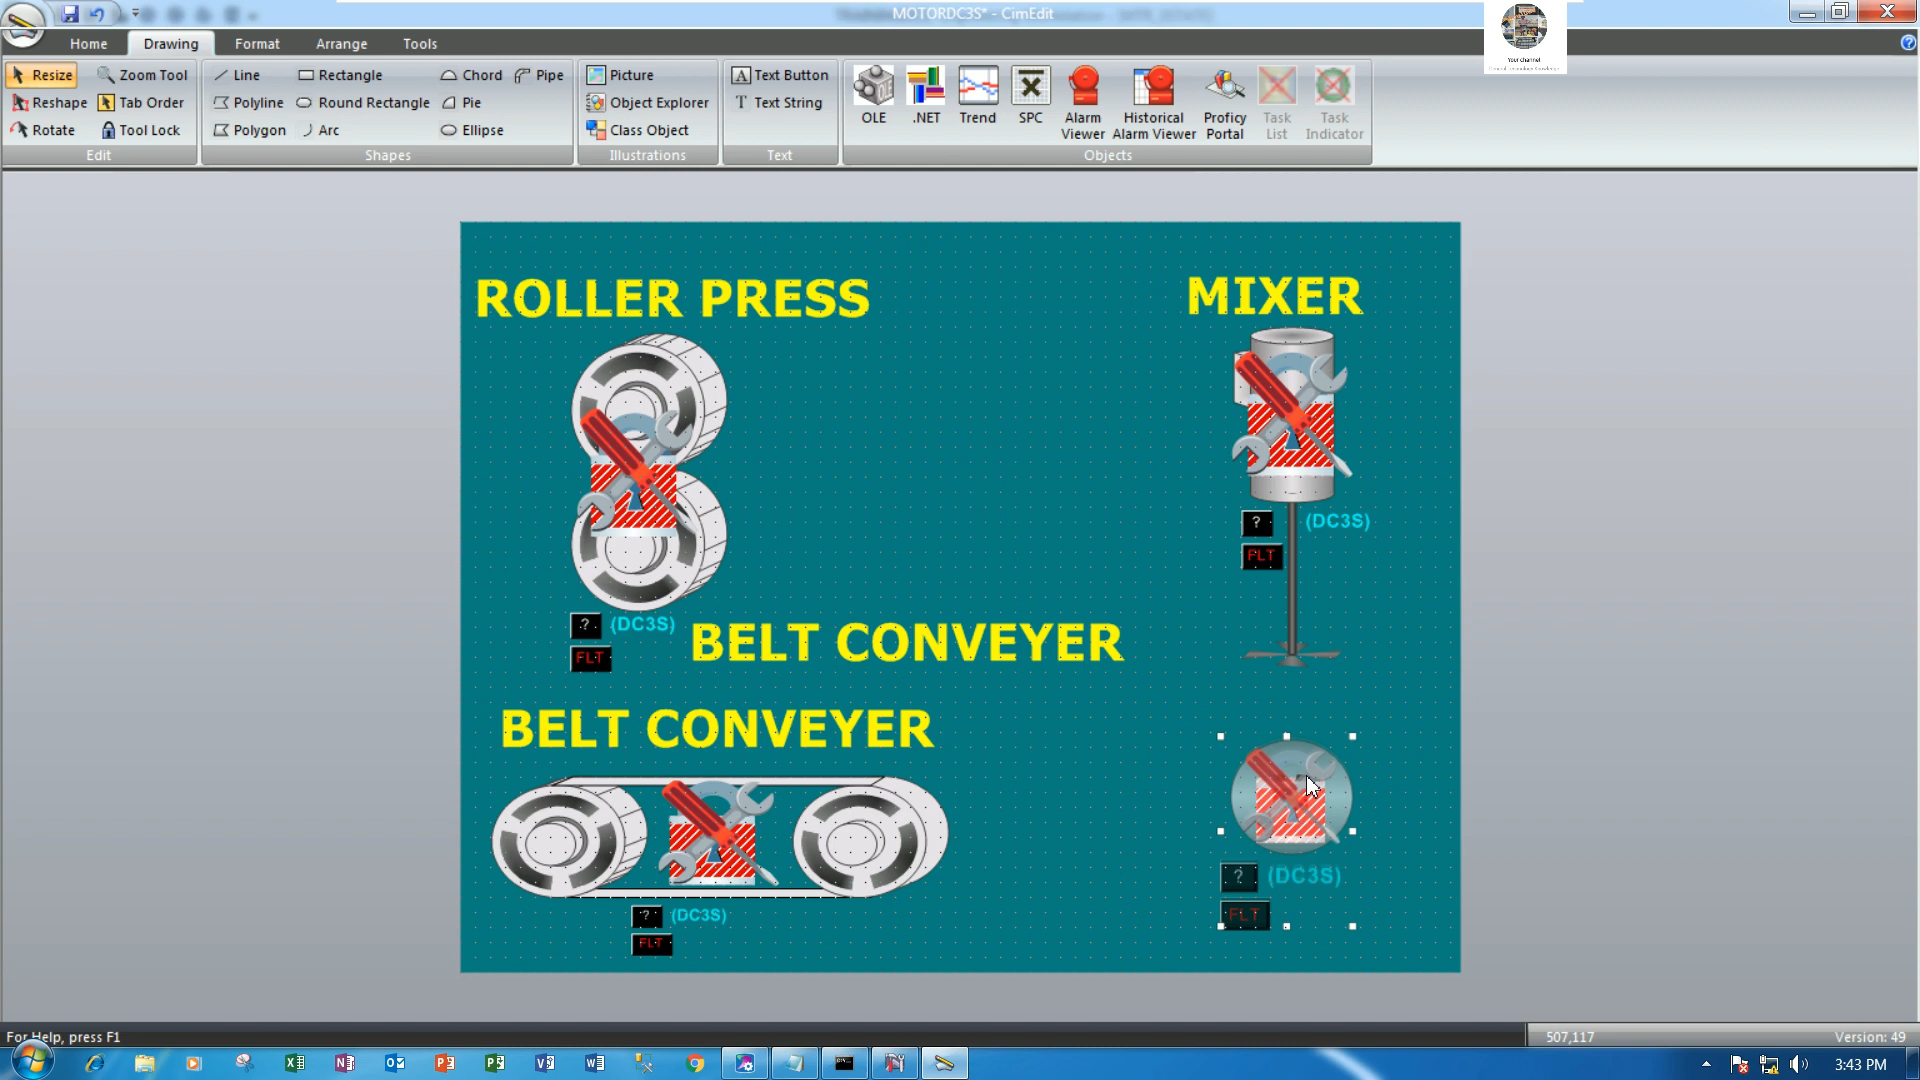 MOTORDC3S* - CimEdit
Your channel
Home Drawing Format Arrange Tools
Resize Zoom Tool Line Rectangle Chord Pipe Picture Text Button
Reshape Tab Order Polyline Round Rectangle Pie Object Explorer Text String
Rotate Tool Lock Polygon Arc Ellipse Class Object
OLE .NET Trend SPC Alarm Viewer Historical Alarm Viewer Proficy Portal Task List Task Indicator
Edit Shapes Illustrations Text Objects
ROLLER PRESS
MIXER
? (DC3S)
FLT
? (DC3S)
FLT
BELT CONVEYER
BELT CONVEYER
? (DC3S)
FLT
? (DC3S)
FLT
For Help, press F1
507,117
Version: 49
3:43 PM